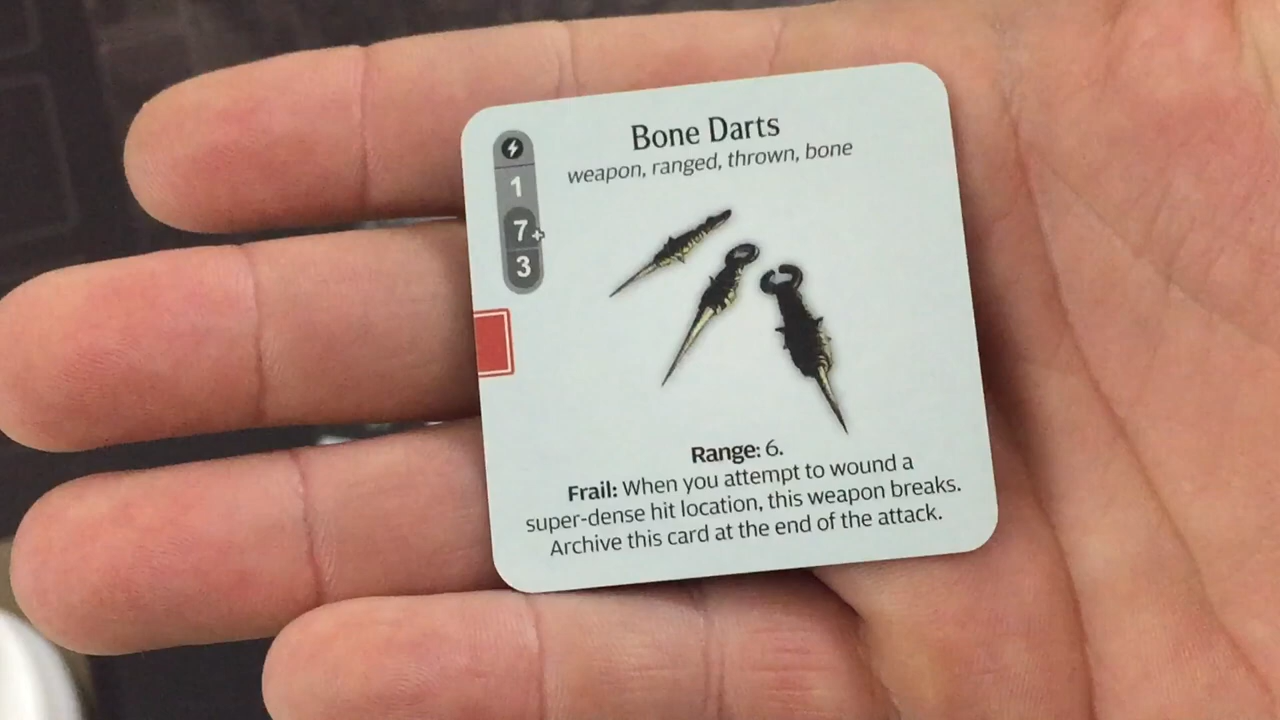 Bone Darts
weapon, ranged, thrown, bone
1
7+
3
Range: 6.
Frail: When you attempt to wound a
super-dense hit location, this weapon breaks.
Archive this card at the end of the attack.